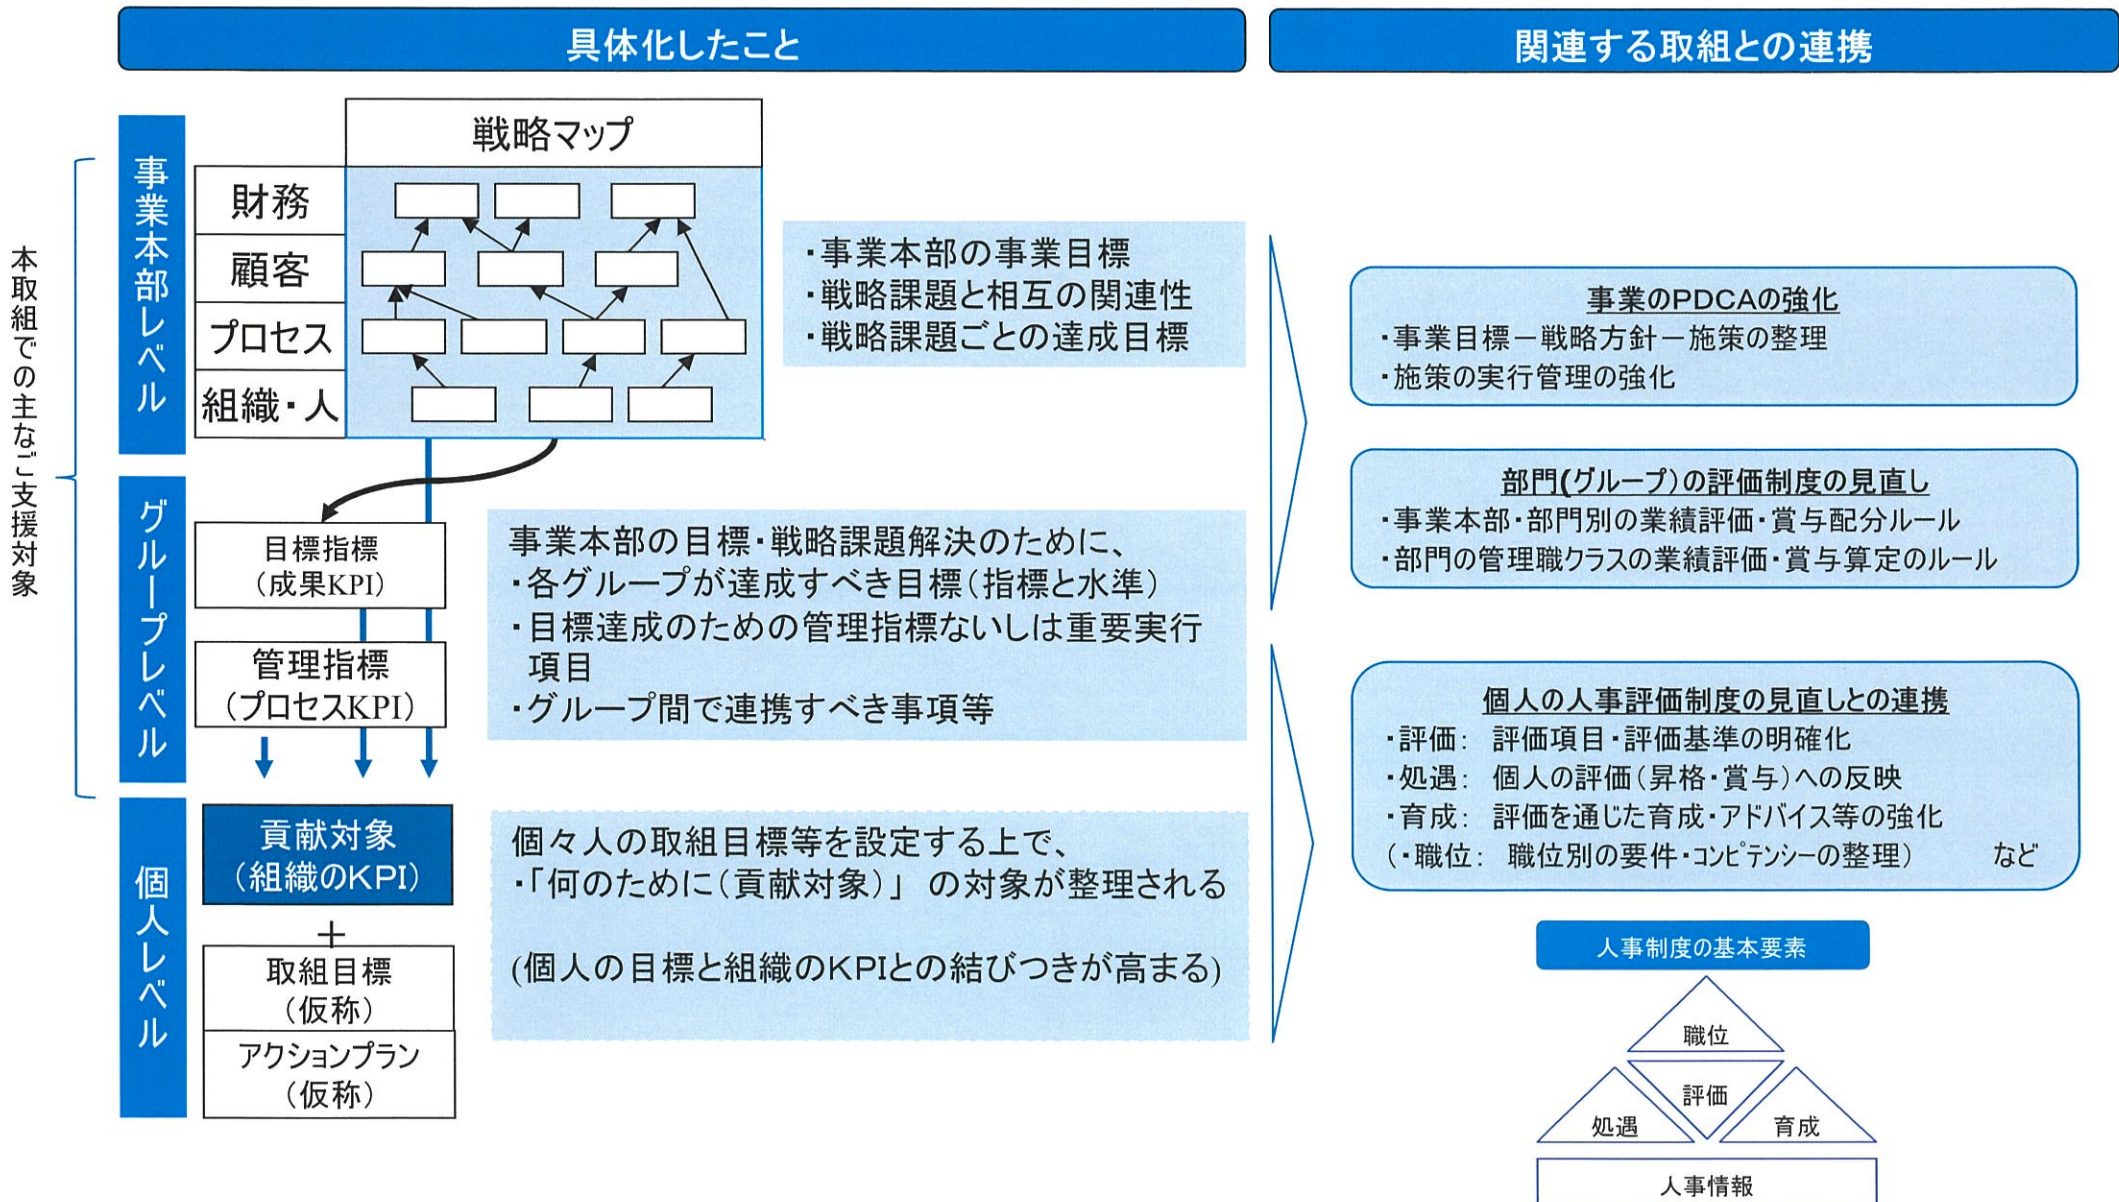 具体化したこと
関連する取組との連携
本取組での主なご支援対象
事業本部レベル
戦略マップ
財務
顧客
プロセス
組織・人
・事業本部の事業目標
・戦略課題と相互の関連性
・戦略課題ごとの達成目標
グループレベル
目標指標
（成果KPI）
管理指標
（プロセスKPI）
事業本部の目標・戦略課題解決のために、
・各グループが達成すべき目標（指標と水準）
・目標達成のための管理指標ないしは重要実行
項目
・グループ間で連携すべき事項等
個人レベル
貢献対象
（組織のKPI）
＋
取組目標
（仮称）
アクションプラン
（仮称）
個々人の取組目標等を設定する上で、
・「何のために（貢献対象）」 の対象が整理される
(個人の目標と組織のKPIとの結びつきが高まる)
事業のPDCAの強化
・事業目標－戦略方針－施策の整理
・施策の実行管理の強化
部門(グループ)の評価制度の見直し
・事業本部・部門別の業績評価・賞与配分ルール
・部門の管理職クラスの業績評価・賞与算定のルール
個人の人事評価制度の見直しとの連携
・評価： 評価項目・評価基準の明確化
・処遇： 個人の評価（昇格・賞与）への反映
・育成： 評価を通じた育成・アドバイス等の強化
（・職位： 職位別の要件・コンピテンシーの整理） など
人事制度の基本要素
職位
評価
処遇
育成
人事情報